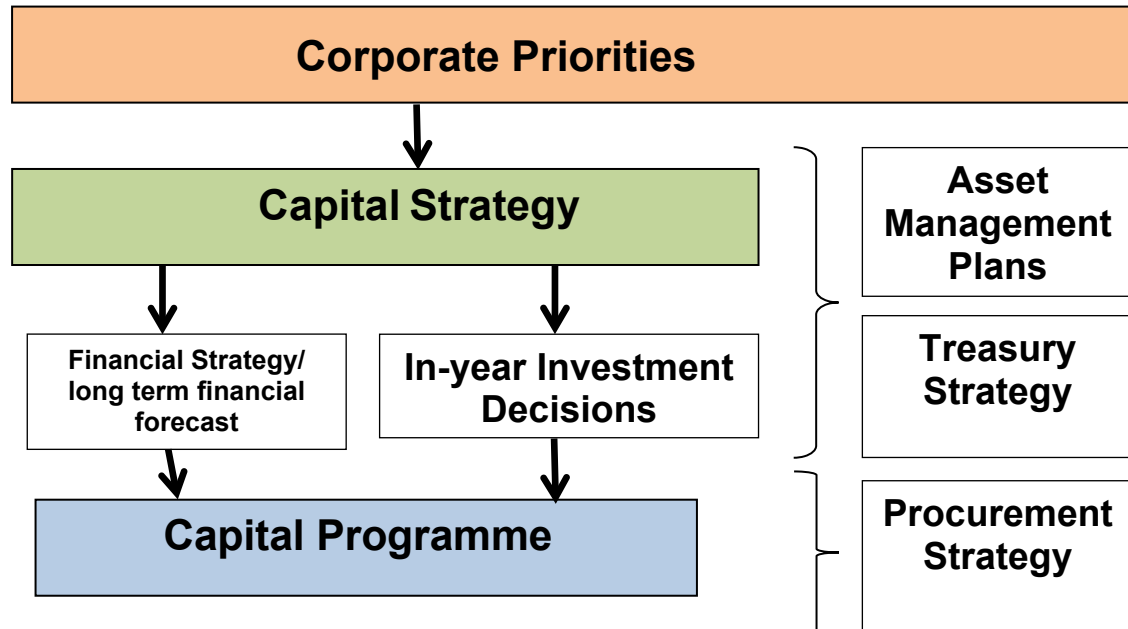 Corporate Priorities
Capital Strategy
Asset
Management
Plans
Financial Strategy/
long term financial
forecast
In-year Investment
Decisions
Treasury
Strategy
Capital Programme
Procurement
Strategy